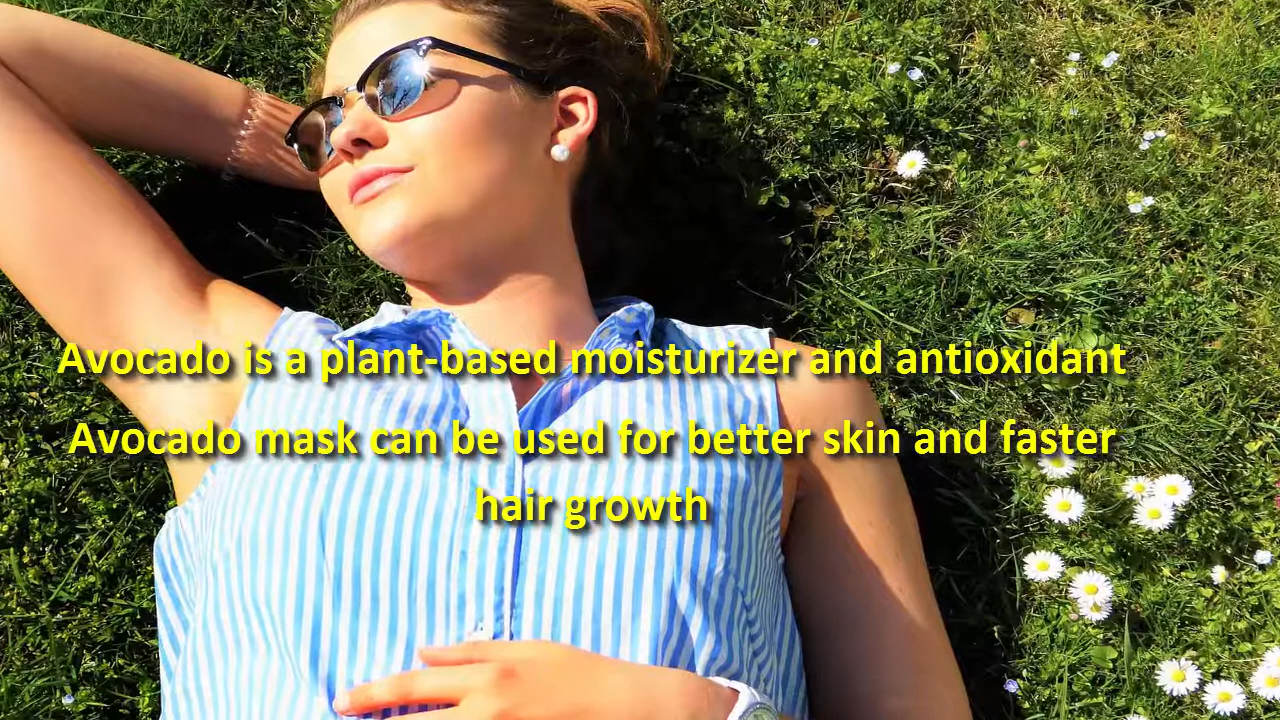 Avocado is a plant-based moisturizer and antioxidant
Avocado mask can be used for better skin and faster
hair growth